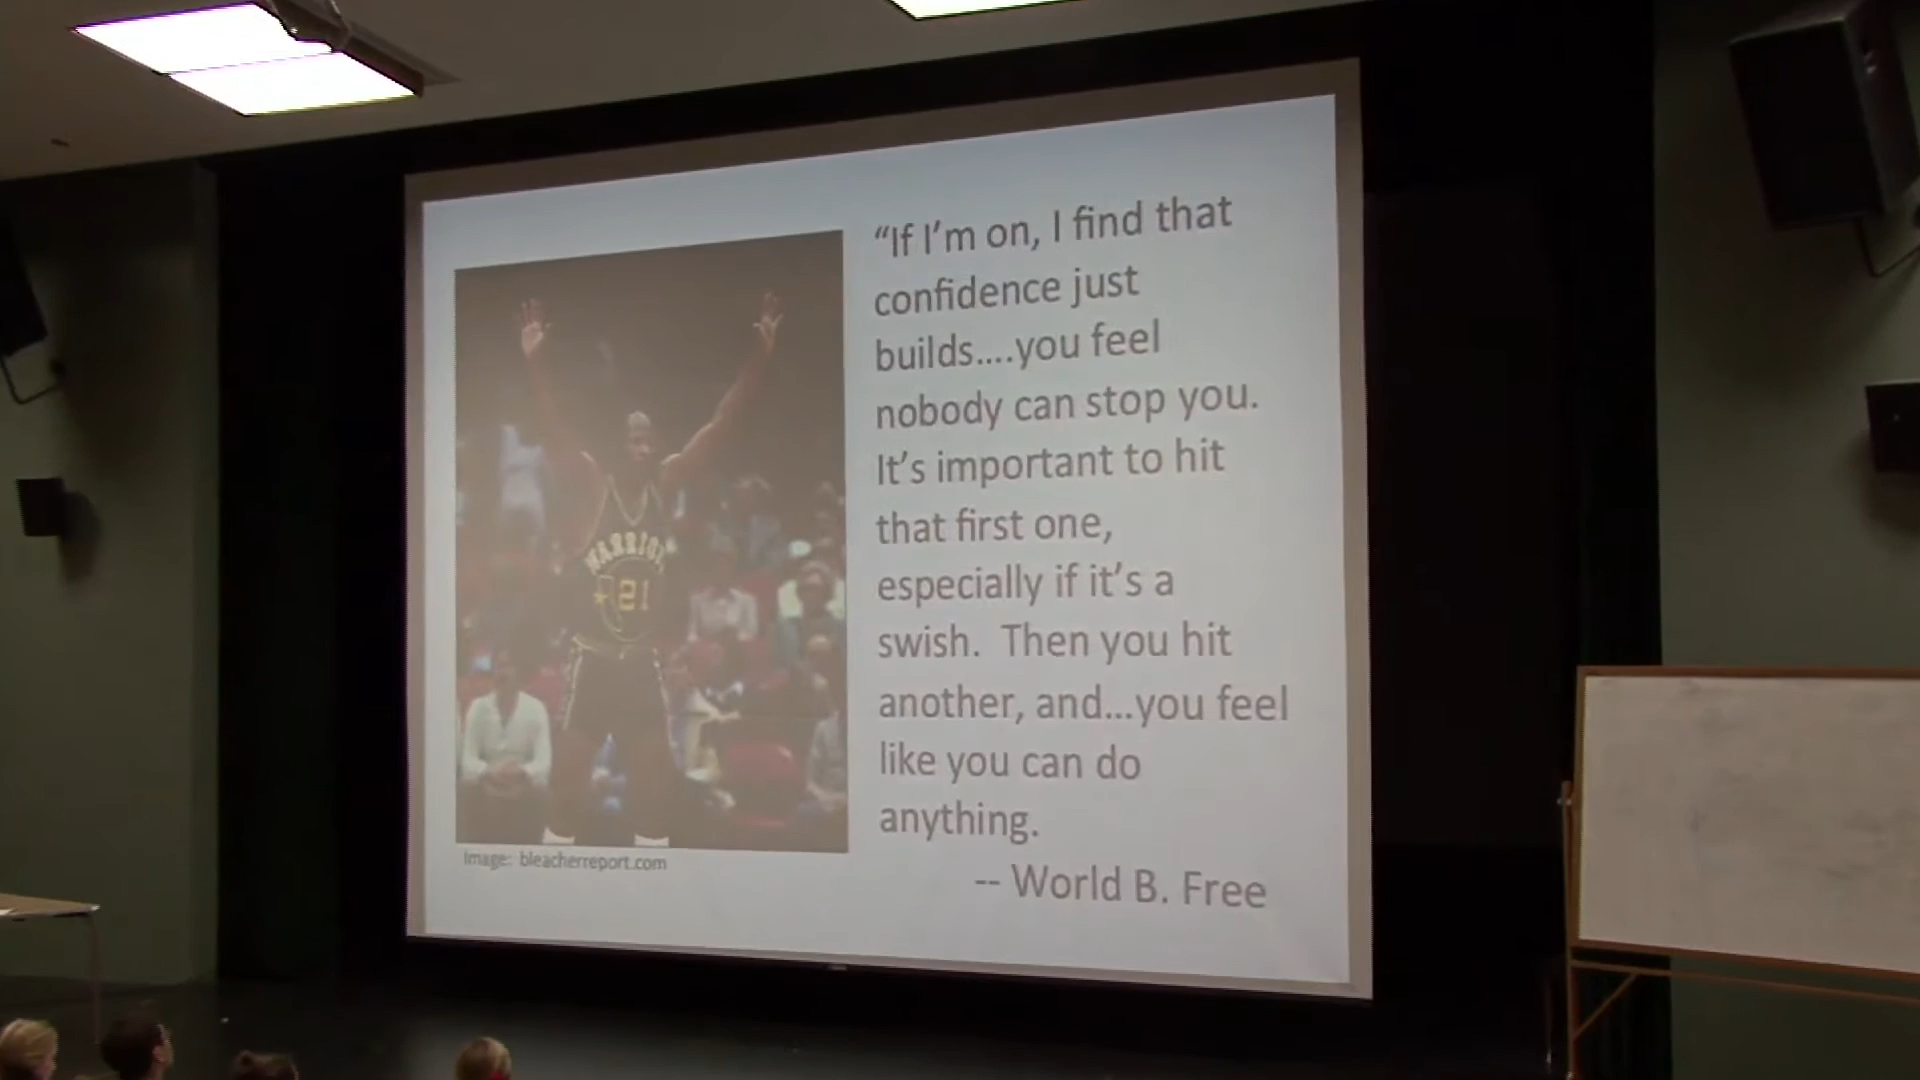 “If I’m on, I find that
confidence just
builds....you feel
nobody can stop you.
It’s important to hit
that first one,
especially if it’s a
swish.  Then you hit
another, and...you feel
like you can do
anything.
-- World B. Free
WARRIORS
21
Image: bleacherreport.com